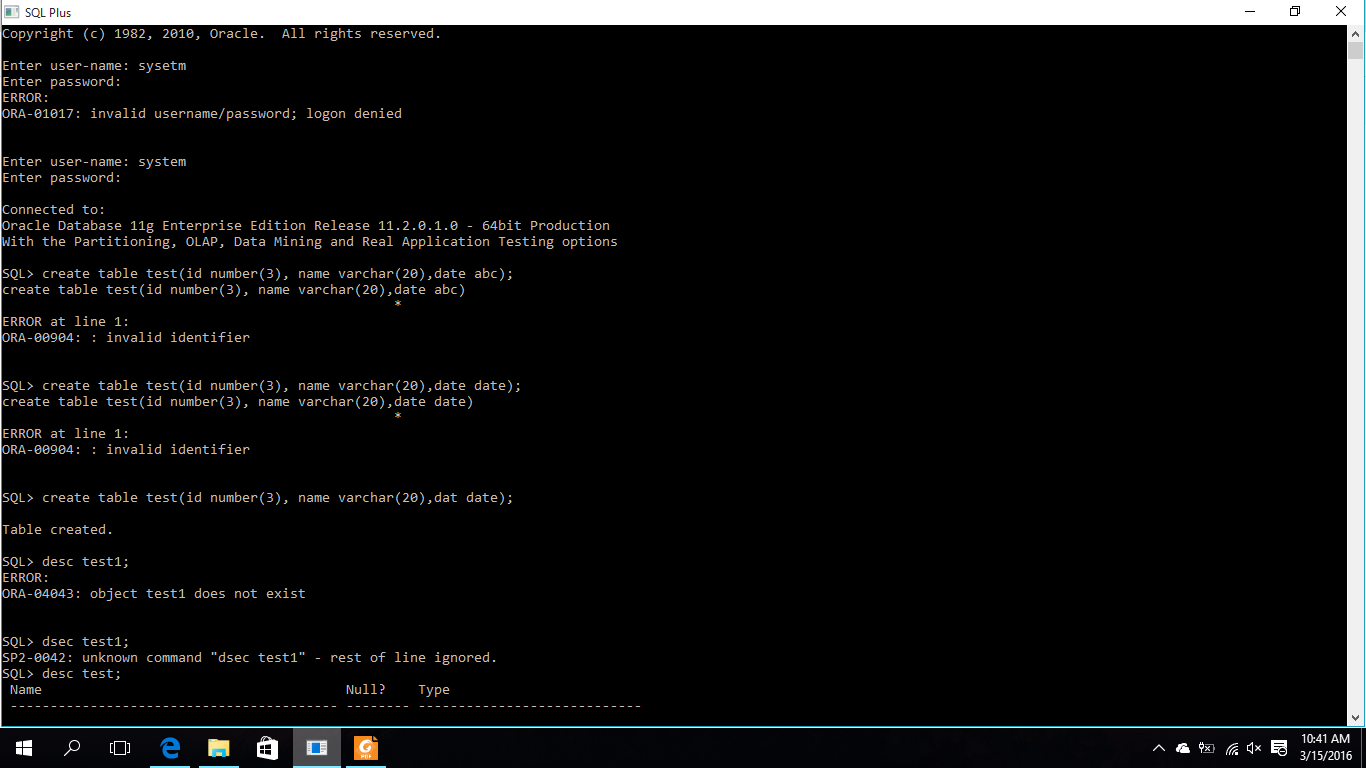 SQL Plus
Copyright (c) 1982, 2010, Oracle.  All rights reserved.
Enter user-name: sysetm
Enter password:
ERROR:
ORA-01017: invalid username/password; logon denied
Enter user-name: system
Enter password:
Connected to:
Oracle Database 11g Enterprise Edition Release 11.2.0.1.0 - 64bit Production
With the Partitioning, OLAP, Data Mining and Real Application Testing options
SQL> create table test(id number(3), name varchar(20),date abc);
create table test(id number(3), name varchar(20),date abc)
*
ERROR at line 1:
ORA-00904: : invalid identifier
SQL> create table test(id number(3), name varchar(20),date date);
create table test(id number(3), name varchar(20),date date)
*
ERROR at line 1:
ORA-00904: : invalid identifier
SQL> create table test(id number(3), name varchar(20),dat date);
Table created.
SQL> desc test1;
ERROR:
ORA-04043: object test1 does not exist
SQL> dsec test1;
SP2-0042: unknown command "dsec test1" - rest of line ignored.
SQL> desc test;
Name                                      Null?    Type
----------------------------------------- -------- ----------------------------
PDF
10:41 AM
3/15/2016